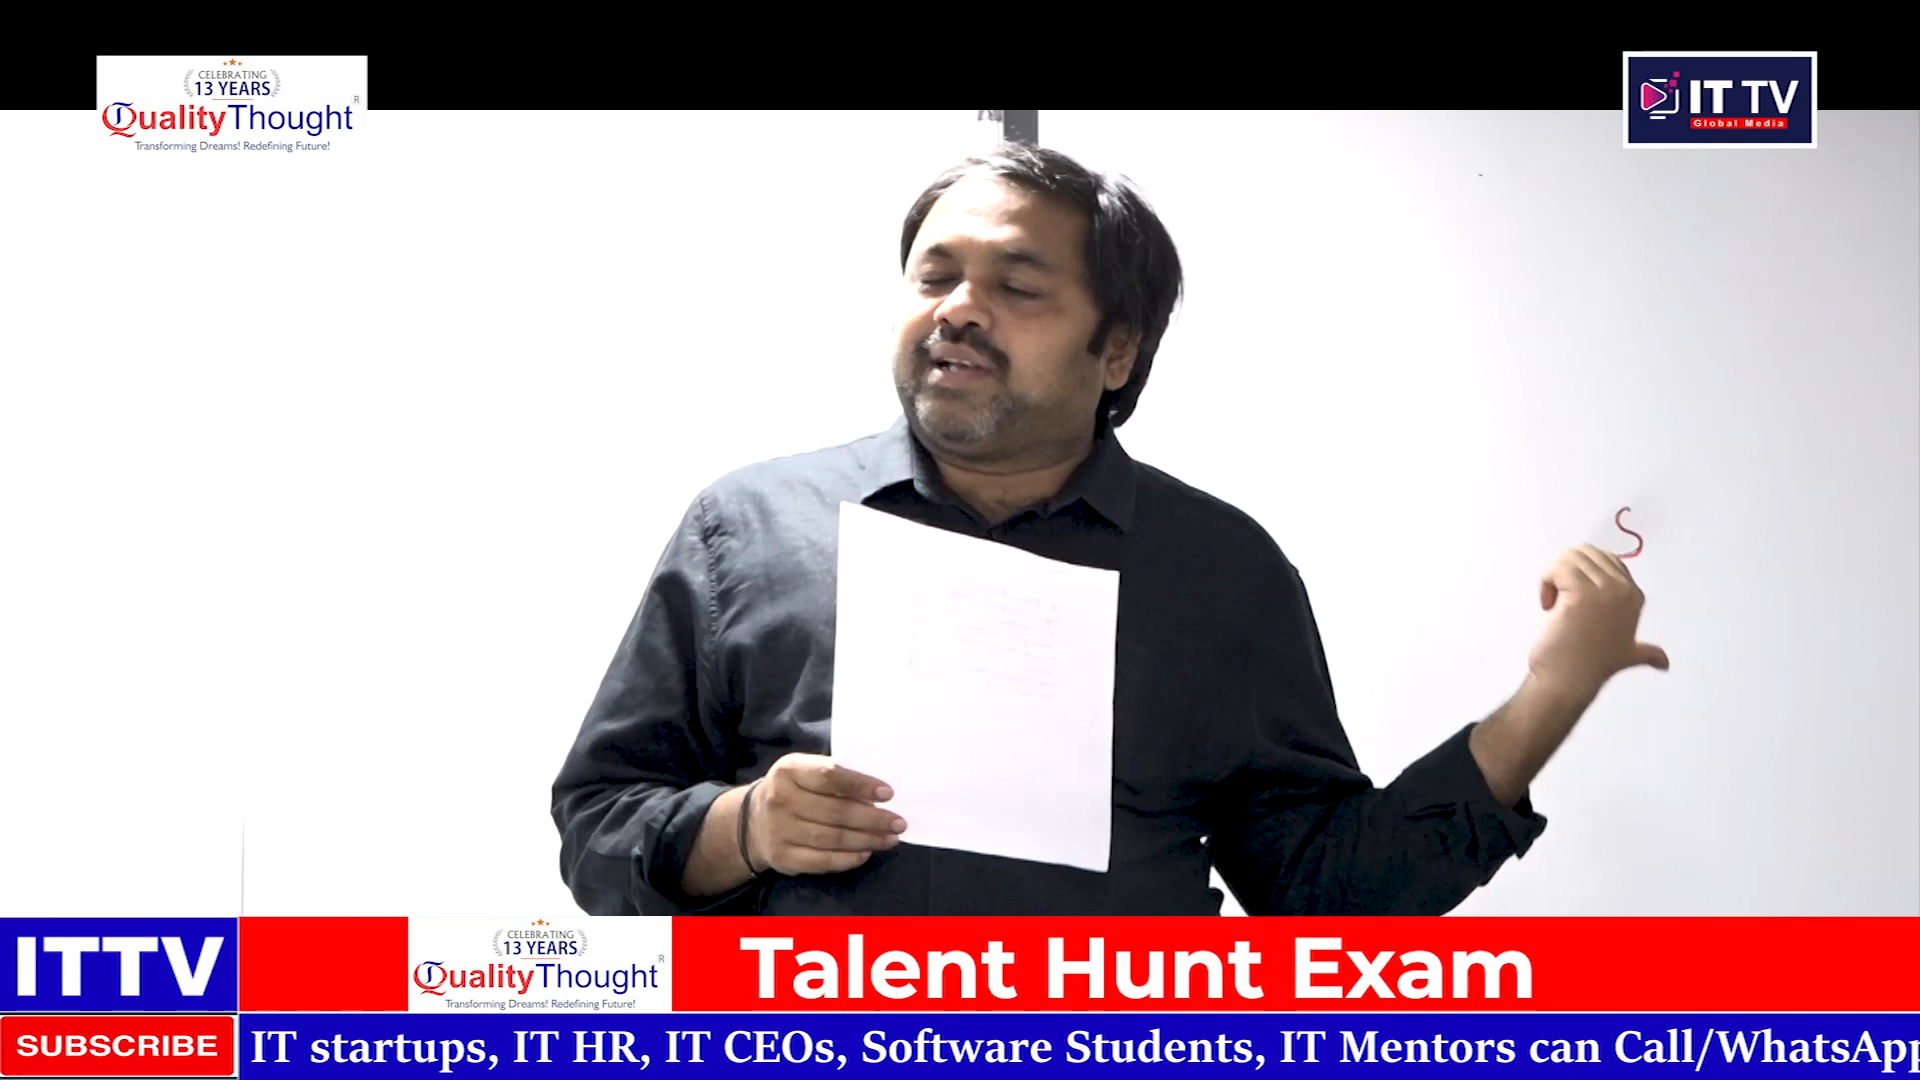 CELEBRATING
13 YEARS
QualityThought®
Transforming Dreams! Redefining Future!
IT TV
Global Media
S
ITTV
CELEBRATING
13 YEARS
QualityThought®
Transforming Dreams! Redefining Future!
Talent Hunt Exam
SUBSCRIBE
IT startups, IT HR, IT CEOs, Software Students, IT Mentors can Call/WhatsApp